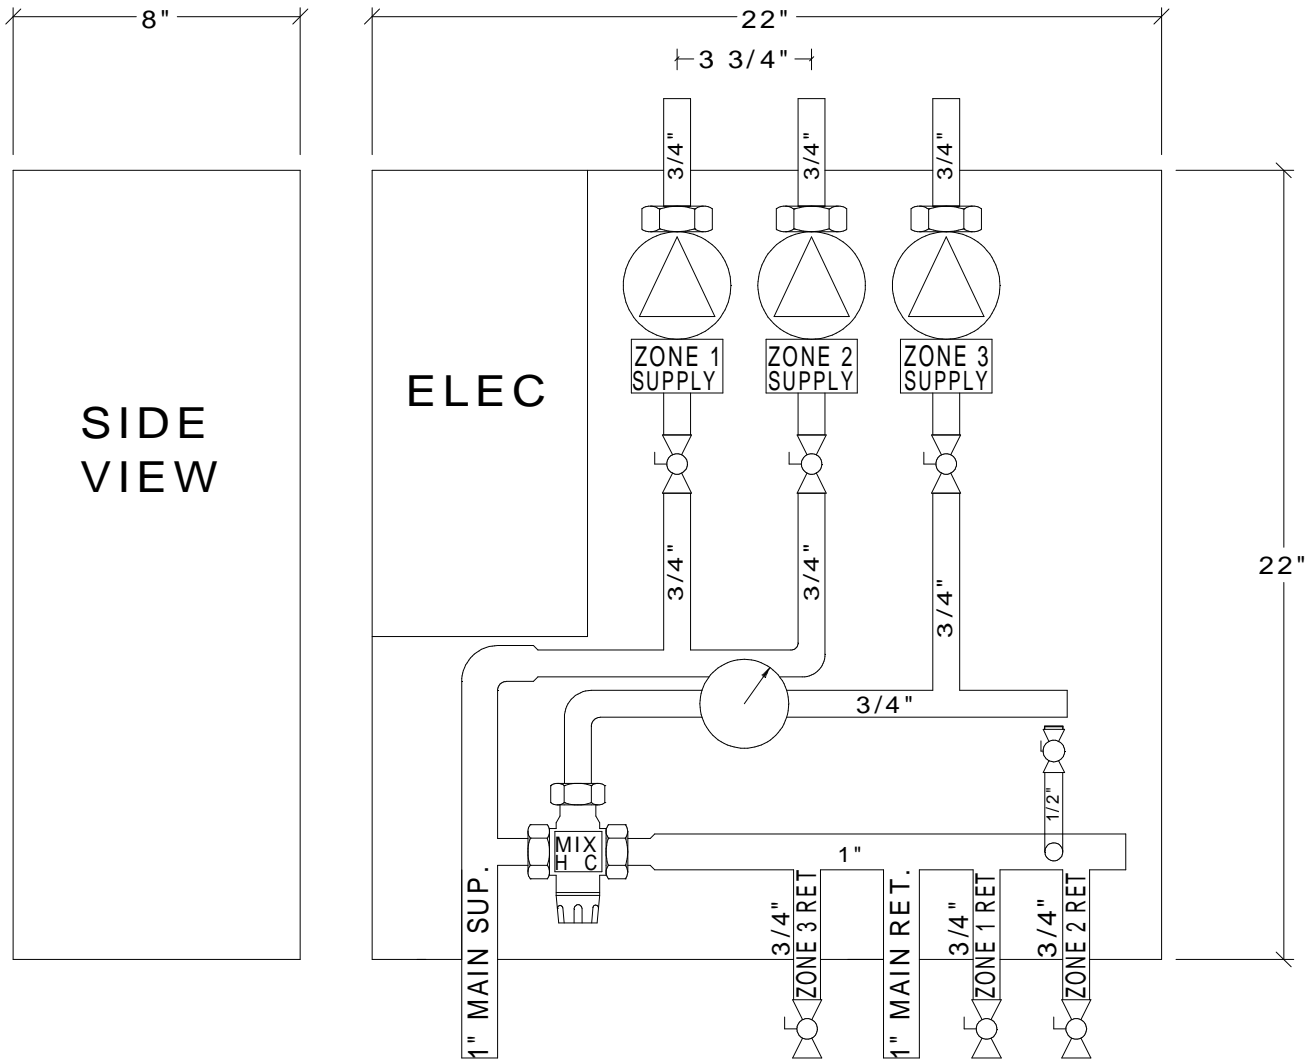 8"
22"
3 3/4"
3/4"
3/4"
3/4"
ZONE 1
SUPPLY
ZONE 2
SUPPLY
ZONE 3
SUPPLY
ELEC
SIDE
VIEW
22"
3/4"
3/4"
3/4"
3/4"
1/2"
MIX
H C
1"
1" MAIN SUP.
3/4"
ZONE 3 RET
1" MAIN RET.
3/4"
ZONE 1 RET
3/4"
ZONE 2 RET